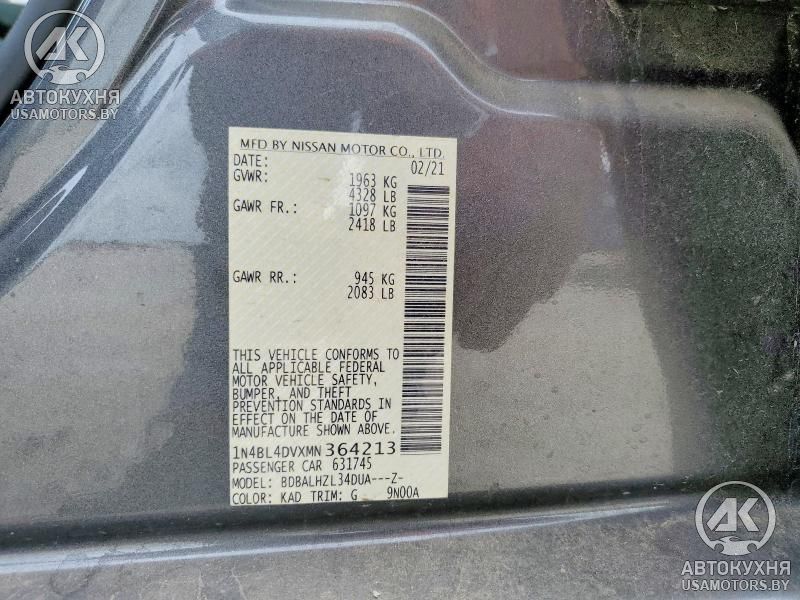 AK
АВТОКУХНЯ
USAMOTORS.BY
MFD BY NISSAN MOTOR CO., LTD.
DATE: 02/21
GVWR: 1963 KG
4328 LB
GAWR FR.: 1097 KG
2418 LB
GAWR RR.: 945 KG
2083 LB
THIS VEHICLE CONFORMS TO
ALL APPLICABLE FEDERAL
MOTOR VEHICLE SAFETY,
BUMPER, AND THEFT
PREVENTION STANDARDS IN
EFFECT ON THE DATE OF
MANUFACTURE SHOWN ABOVE.
1N4BL4DVXMN364213
PASSENGER CAR 631745
MODEL: BDBALHZL34DUA---Z-
COLOR: KAD TRIM: G 9N00A
AK
АВТОКУХНЯ
USAMOTORS.BY